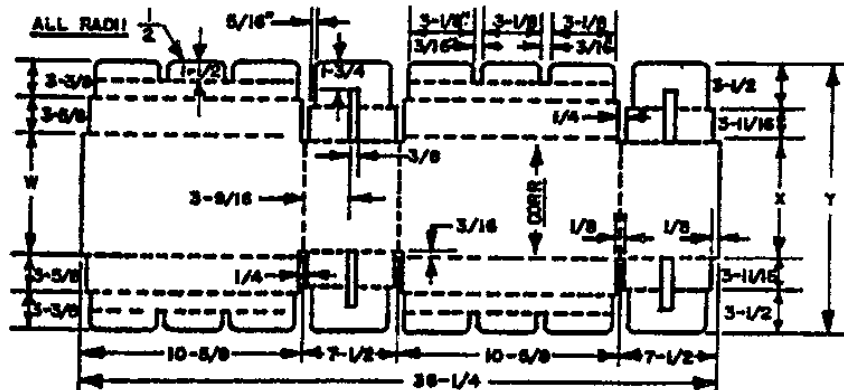 ALL RADII 1/2
5/16"
3-1/8" 3-1/8 3-1/8
3/16" 3/16"
1-1/2
1-3/4
3-3/8
3-5/8
3-1/2
1/4
3-11/16
3/8
W
3-9/16
CORR
X
Y
3/16
1/8
1/8
3-5/8
1/4
3-11/16
3-3/8
3-1/2
10-5/8 7-1/2 10-5/8 7-1/2
36-1/4